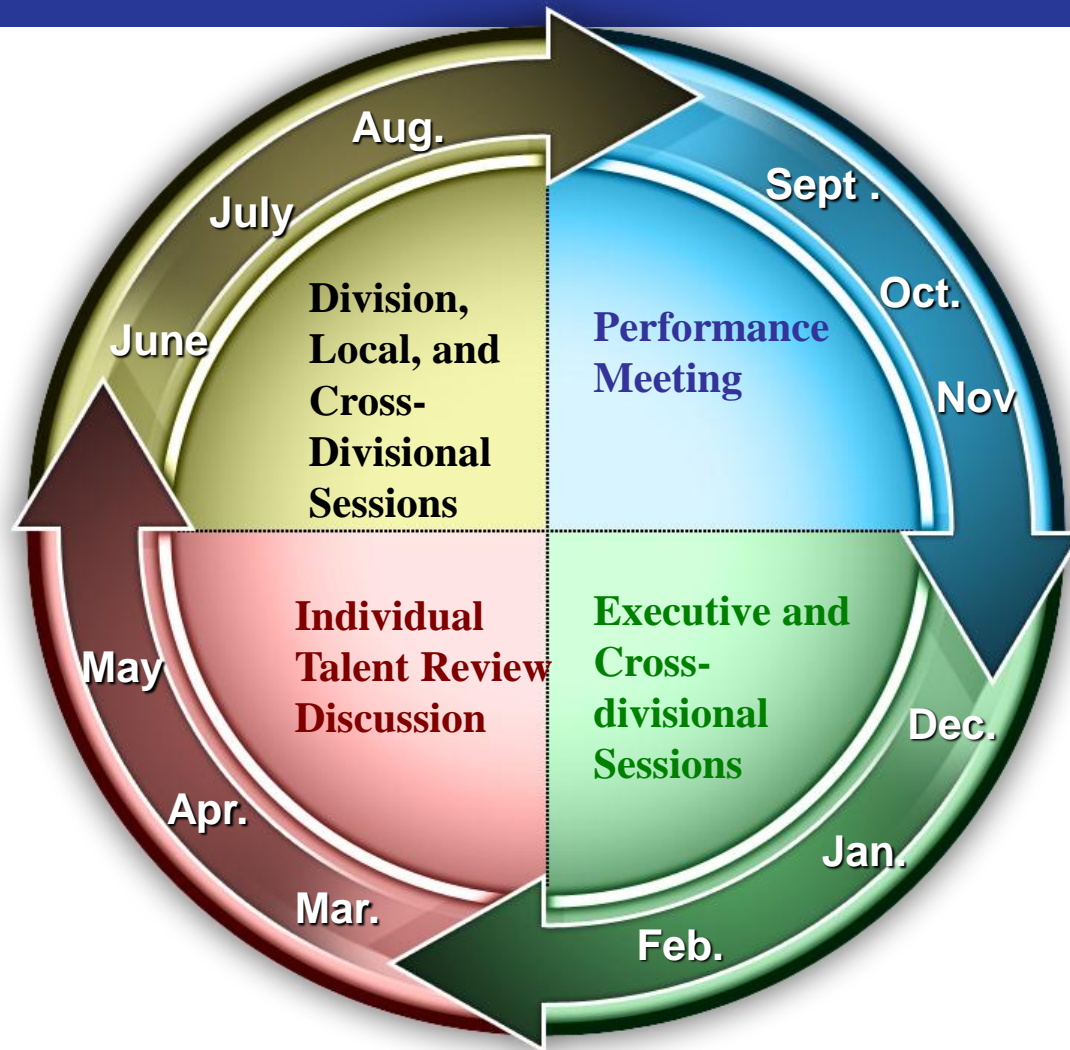 Aug.
July
June
Sept .
Oct.
Nov
Division,
Local, and
Cross-
Divisional
Sessions
Performance
Meeting
Individual
Talent Review
Discussion
Executive and
Cross-
divisional
Sessions
May
Apr.
Mar.
Dec.
Jan.
Feb.